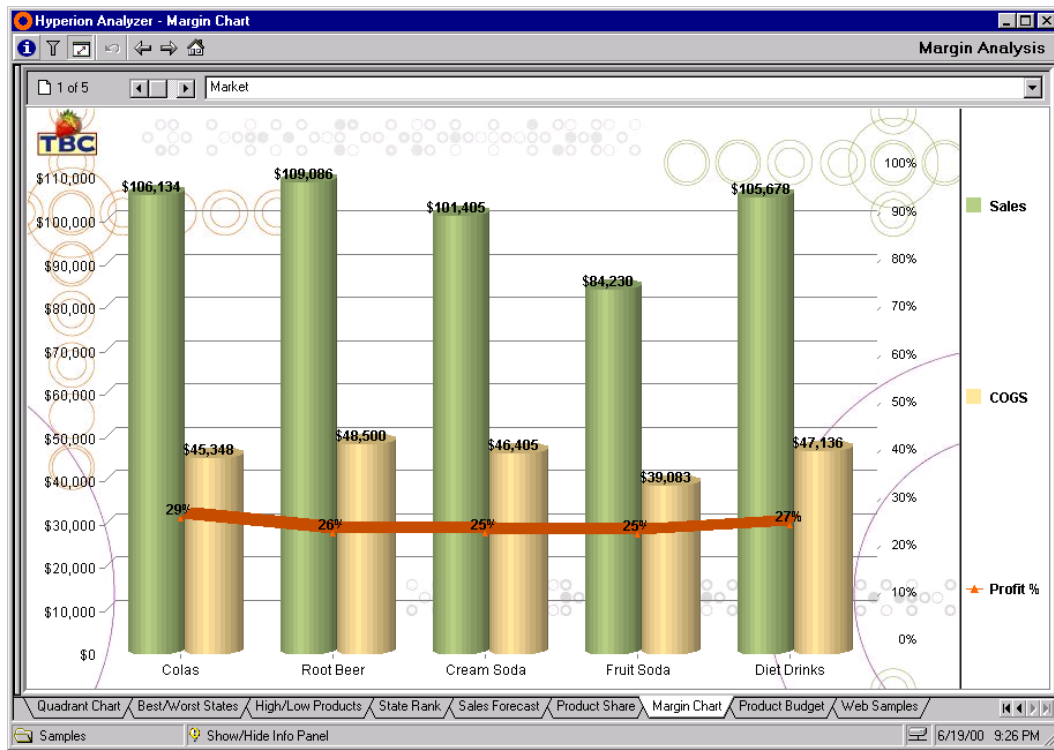 Hyperion Analyzer - Margin Chart
Margin Analysis
1 of 5
Market
TBC
$110,000
$100,000
$90,000
$80,000
$70,000
$60,000
$50,000
$40,000
$30,000
$20,000
$10,000
$0
$106,134
$109,086
$101,405
$84,230
$105,678
$45,348
$48,500
$46,405
$39,083
$47,136
29%
26%
25%
25%
27%
100%
90%
80%
70%
60%
50%
40%
30%
20%
10%
0%
Sales
COGS
Profit %
Colas
Root Beer
Cream Soda
Fruit Soda
Diet Drinks
Quadrant Chart
Best/Worst States
High/Low Products
State Rank
Sales Forecast
Product Share
Margin Chart
Product Budget
Web Samples
Samples
Show/Hide Info Panel
6/19/00 9:26 PM